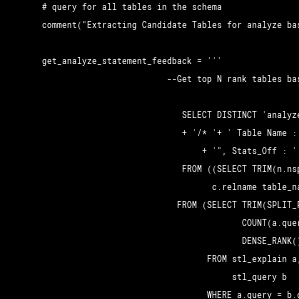 # query for all tables in the schema
comment("Extracting Candidate Tables for analyze bas
get_analyze_statement_feedback = '''
--Get top N rank tables bas
SELECT DISTINCT 'analyze
+ '/* '+ ' Table Name :
+ '", Stats_Off : '
FROM ((SELECT TRIM(n.nsp
c.relname table_na
FROM (SELECT TRIM(SPLIT_P
COUNT(a.quer
DENSE_RANK()
FROM stl_explain a,
stl_query b
WHERE a.query = b.q